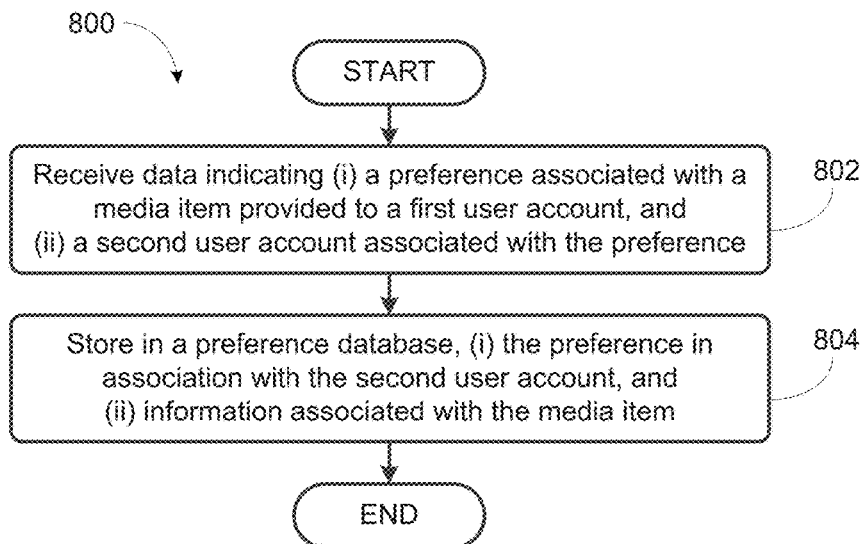 800
START
Receive data indicating (i) a preference associated with a
media item provided to a first user account, and
(ii) a second user account associated with the preference
802
Store in a preference database, (i) the preference in
association with the second user account, and
(ii) information associated with the media item
804
END